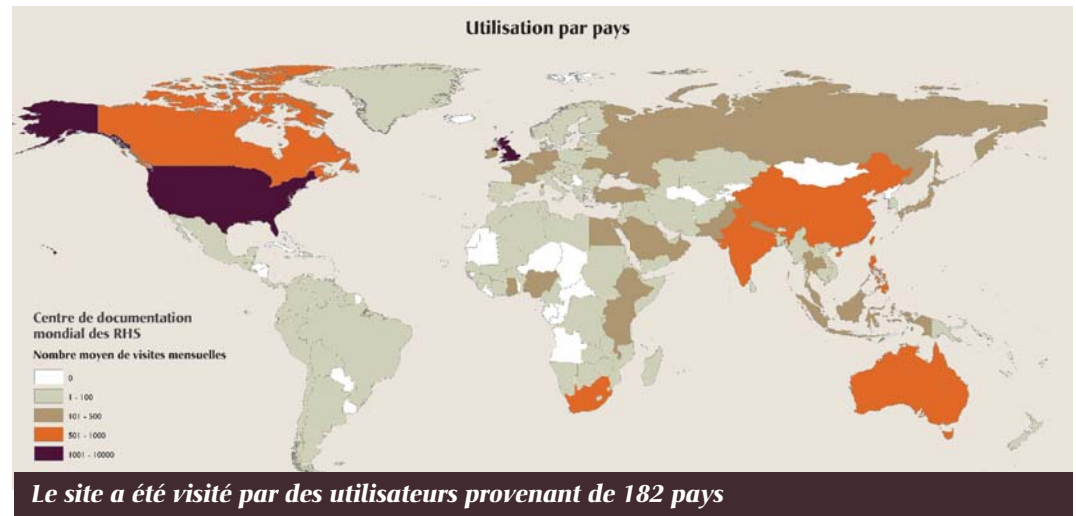 Utilisation par pays
Centre de documentation
mondial des RHS
Nombre moyen de visites mensuelles
0
1 - 100
101 - 500
501 - 1000
1001 - 10000
Le site a été visité par des utilisateurs provenant de 182 pays